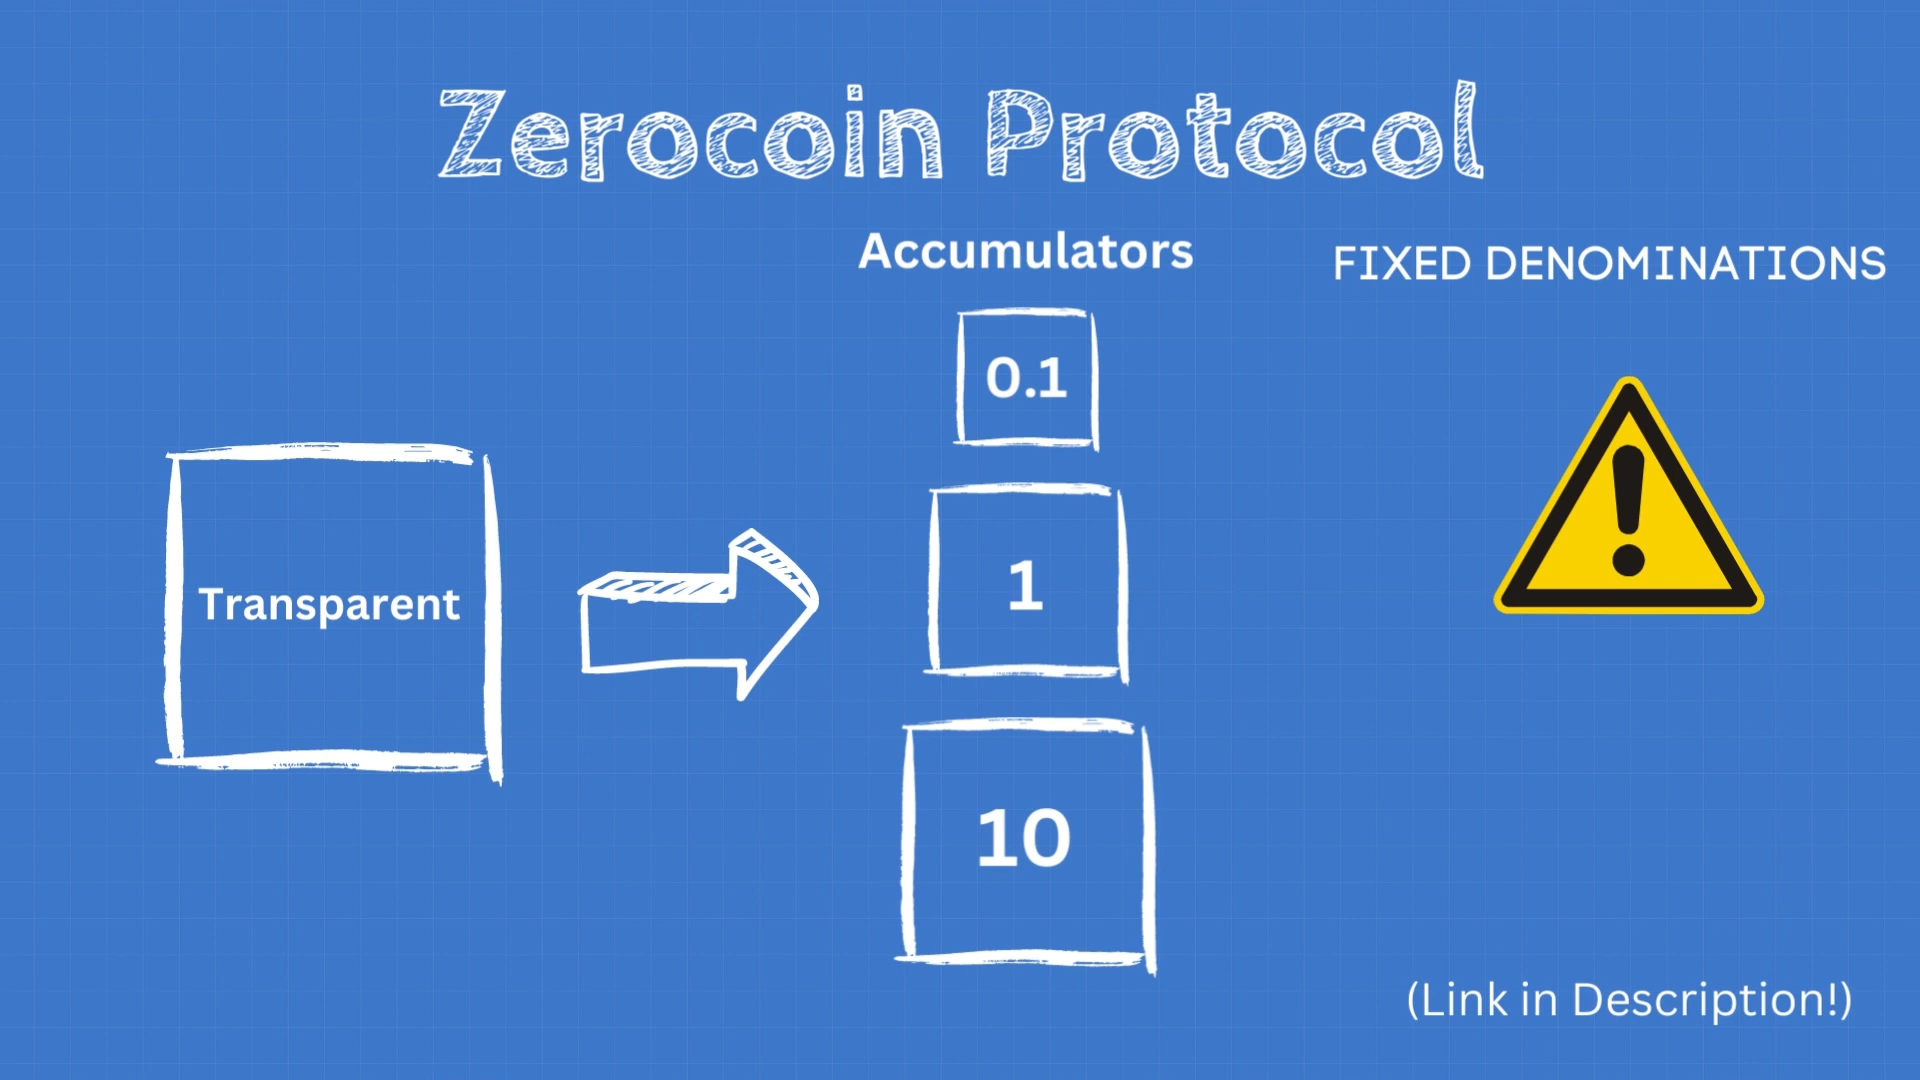 Zerocoin Protocol
Accumulators
FIXED DENOMINATIONS
0.1
Transparent
1
10
(Link in Description!)